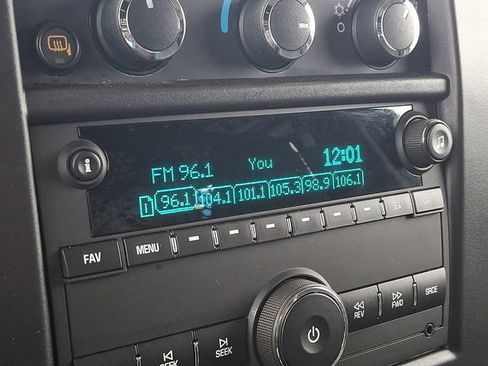 FM 96.1 You 12:01
1 96.1 104.1 101.1 105.3 98.9 106.1
FAV MENU
REV FWD SRCE
SEEK SEEK